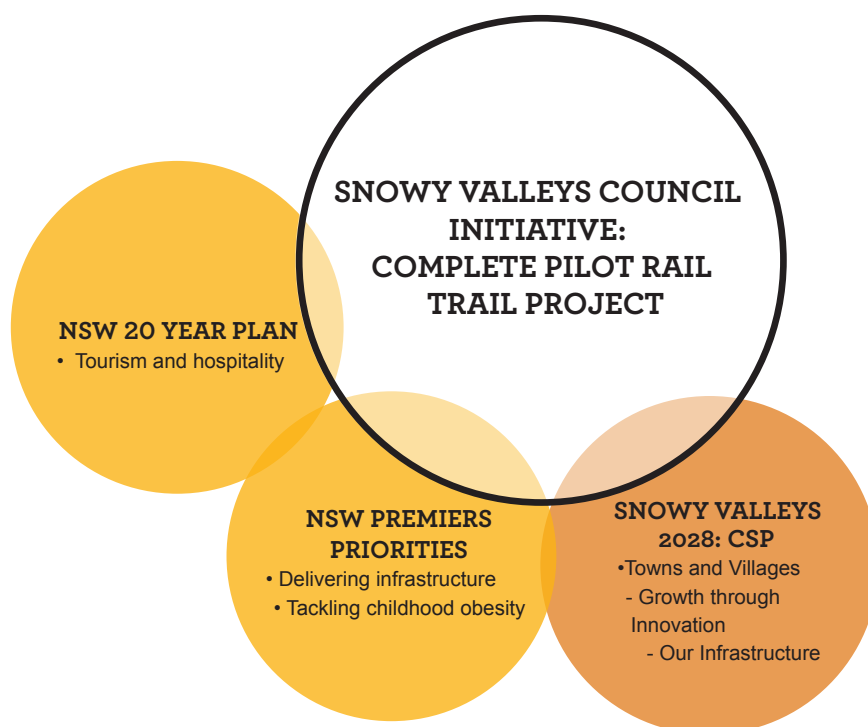 SNOWY VALLEYS COUNCIL
INITIATIVE:
COMPLETE PILOT RAIL
TRAIL PROJECT
NSW 20 YEAR PLAN
• Tourism and hospitality
NSW PREMIERS
PRIORITIES
• Delivering infrastructure
• Tackling childhood obesity
SNOWY VALLEYS
2028: CSP
•Towns and Villages
- Growth through
Innovation
- Our Infrastructure